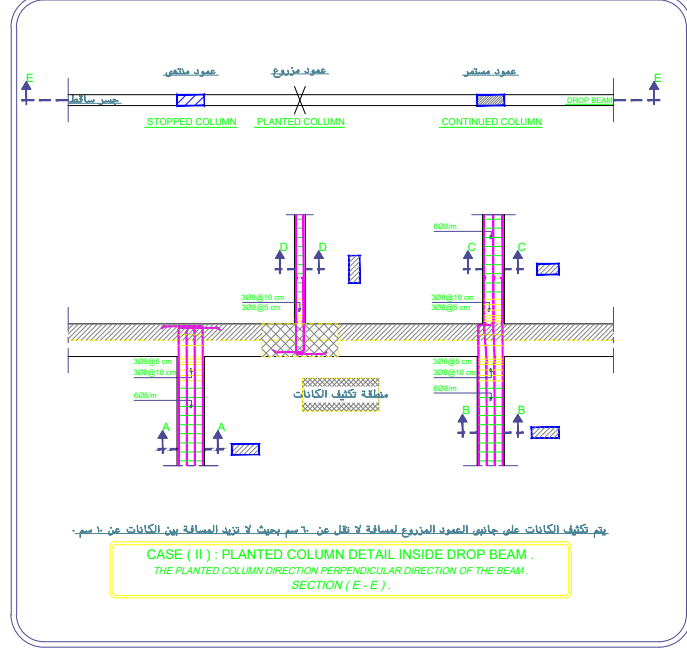 عمود منتهى
عمود مزروع
عمود مستمر
E
E
جسر ساقط
DROP BEAM
STOPPED COLUMN
PLANTED COLUMN
CONTINUED COLUMN
6Ø8/m
D
D
C
C
3Ø8@10 cm
3Ø8@5 cm
3Ø8@10 cm
3Ø8@5 cm
3Ø8@5 cm
3Ø8@10 cm
6Ø8/m
3Ø8@5 cm
3Ø8@10 cm
6Ø8/m
منطقة تكثيف الكانات
A
A
B
B
يتم تكثيف الكانات على جانبى العمود المزروع لمسافة لا تقل عن ٦٠ سم بحيث لا تزيد المسافة بين الكانات عن ١٠ سم .
CASE ( II ) : PLANTED COLUMN DETAIL INSIDE DROP BEAM .
THE PLANTED COLUMN DIRECTION PERPENDICULAR DIRECTION OF THE BEAM .
SECTION ( E - E ) .